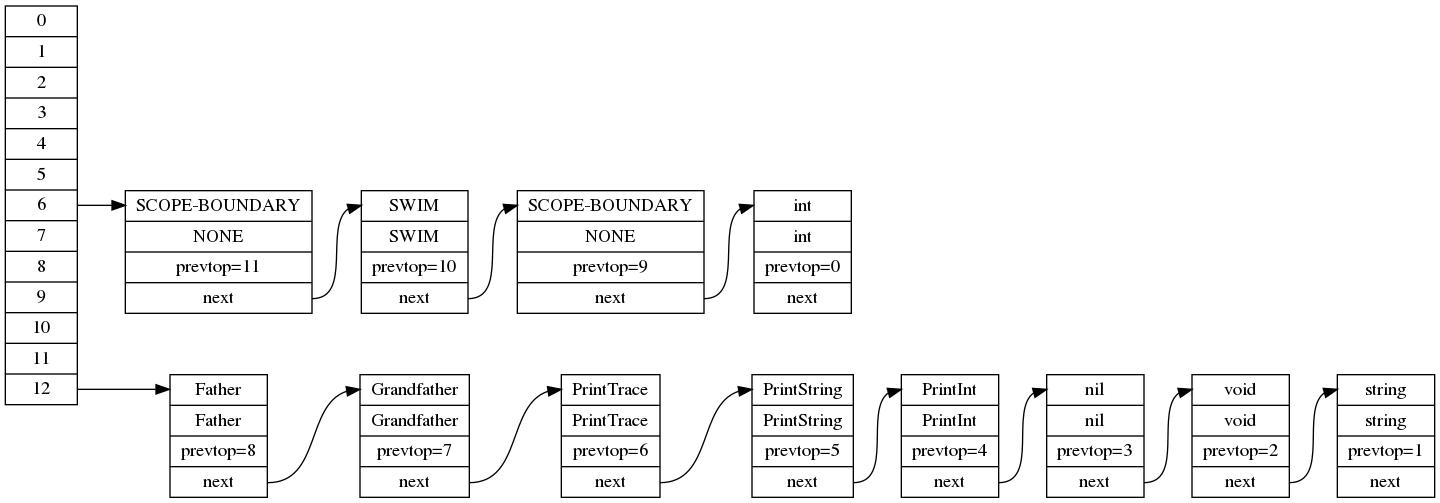 0
1
2
3
4
5
6
7
8
9
10
11
12
SCOPE-BOUNDARY
NONE
prevtop=11
next
SWIM
SWIM
prevtop=10
next
SCOPE-BOUNDARY
NONE
prevtop=9
next
int
int
prevtop=0
next
Father
Father
prevtop=8
next
Grandfather
Grandfather
prevtop=7
next
PrintTrace
PrintTrace
prevtop=6
next
PrintString
PrintString
prevtop=5
next
PrintInt
PrintInt
prevtop=4
next
nil
nil
prevtop=3
next
void
void
prevtop=2
next
string
string
prevtop=1
next